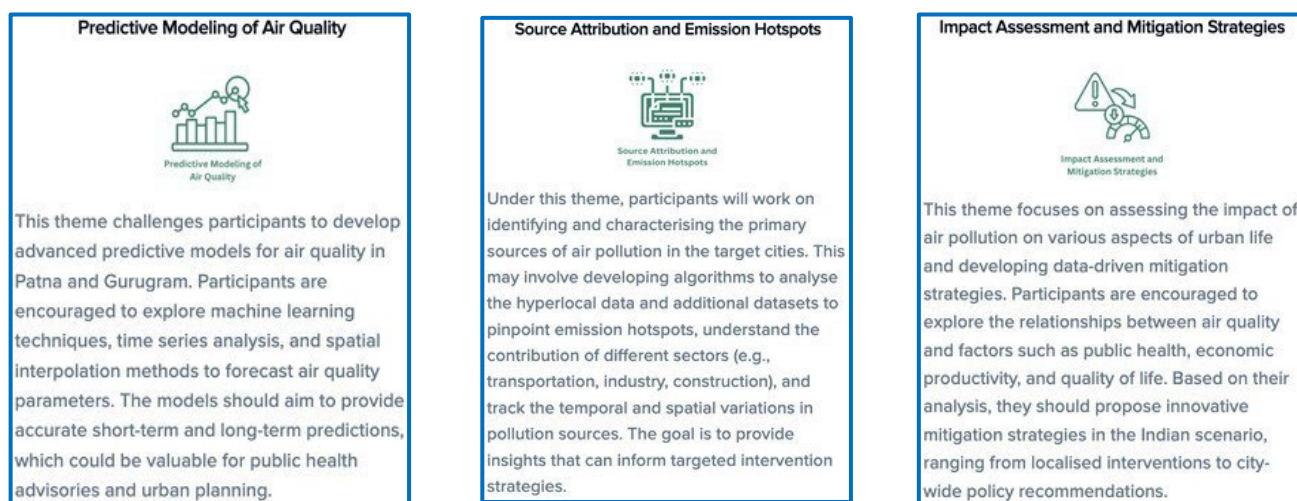 Predictive Modeling of Air Quality
Predictive Modeling of
Air Quality
This theme challenges participants to develop
advanced predictive models for air quality in
Patna and Gurugram. Participants are
encouraged to explore machine learning
techniques, time series analysis, and spatial
interpolation methods to forecast air quality
parameters. The models should aim to provide
accurate short-term and long-term predictions,
which could be valuable for public health
advisories and urban planning.
Source Attribution and Emission Hotspots
Source Attribution and
Emission Hotspots
Under this theme, participants will work on
identifying and characterising the primary
sources of air pollution in the target cities. This
may involve developing algorithms to analyse
the hyperlocal data and additional datasets to
pinpoint emission hotspots, understand the
contribution of different sectors (e.g.,
transportation, industry, construction), and
track the temporal and spatial variations in
pollution sources. The goal is to provide
insights that can inform targeted intervention
strategies.
Impact Assessment and Mitigation Strategies
Impact Assessment and
Mitigation Strategies
This theme focuses on assessing the impact of
air pollution on various aspects of urban life
and developing data-driven mitigation
strategies. Participants are encouraged to
explore the relationships between air quality
and factors such as public health, economic
productivity, and quality of life. Based on their
analysis, they should propose innovative
mitigation strategies in the Indian scenario,
ranging from localised interventions to city-
wide policy recommendations.